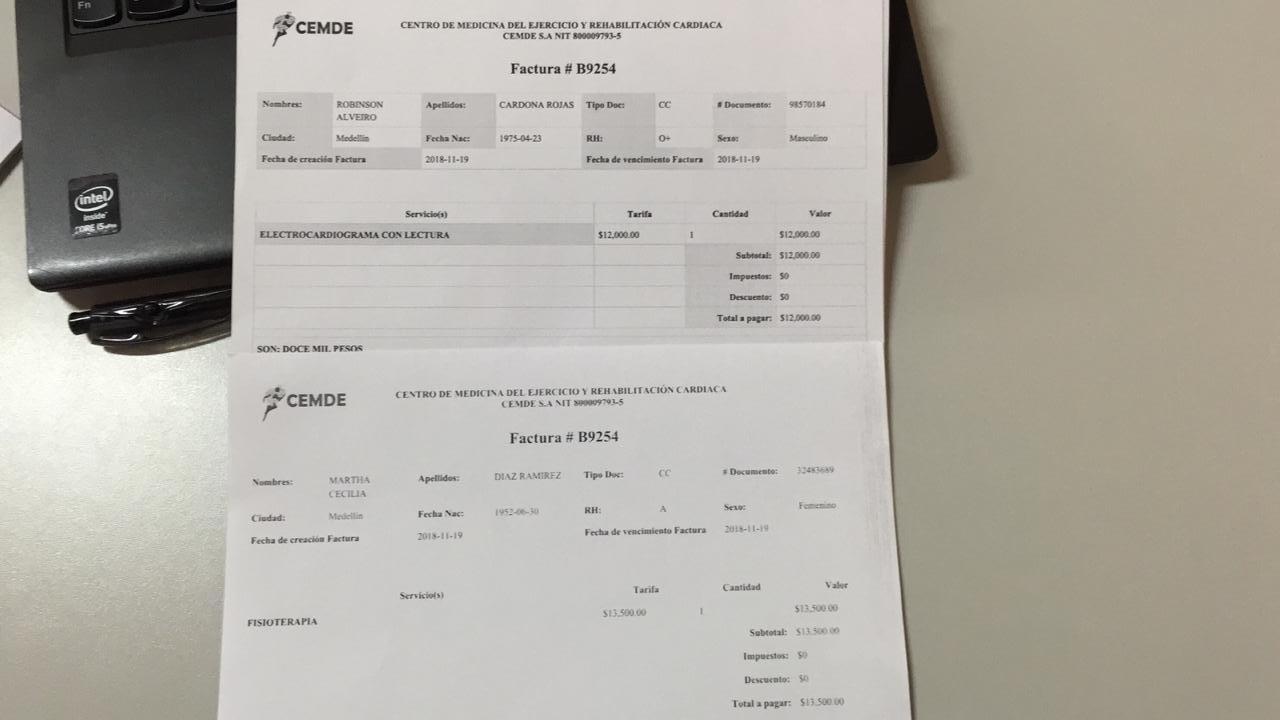 Fn
intel
inside
CORE i5 vPro
CEMDE
CENTRO DE MEDICINA DEL EJERCICIO Y REHABILITACIÓN CARDIACA
CEMDE S.A NIT 800009793-5
Factura # B9254
Nombres: ROBINSON ALVEIRO Apellidos: CARDONA ROJAS Tipo Doc: CC # Documento: 98570184
Ciudad: Medellín Fecha Nac: 1975-04-23 RH: O+ Sexo: Masculino
Fecha de creación Factura 2018-11-19 Fecha de vencimiento Factura 2018-11-19
Servicio(s) Tarifa Cantidad Valor
ELECTROCARDIOGRAMA CON LECTURA $12,000.00 1 $12,000.00
Subtotal: $12,000.00
Impuestos: $0
Descuento: $0
Total a pagar: $12,000.00
SON: DOCE MIL PESOS
CEMDE
CENTRO DE MEDICINA DEL EJERCICIO Y REHABILITACIÓN CARDIACA
CEMDE S.A NIT 800009793-5
Factura # B9254
Nombres: MARTHA CECILIA Apellidos: DIAZ RAMIREZ Tipo Doc: CC # Documento: 32483689
Ciudad: Medellín Fecha Nac: 1952-06-30 RH: A Sexo: Femenino
Fecha de creación Factura 2018-11-19 Fecha de vencimiento Factura 2018-11-19
Servicio(s) Tarifa Cantidad Valor
FISIOTERAPIA $13,500.00 1 $13,500.00
Subtotal: $13,500.00
Impuestos: $0
Descuento: $0
Total a pagar: $13,500.00